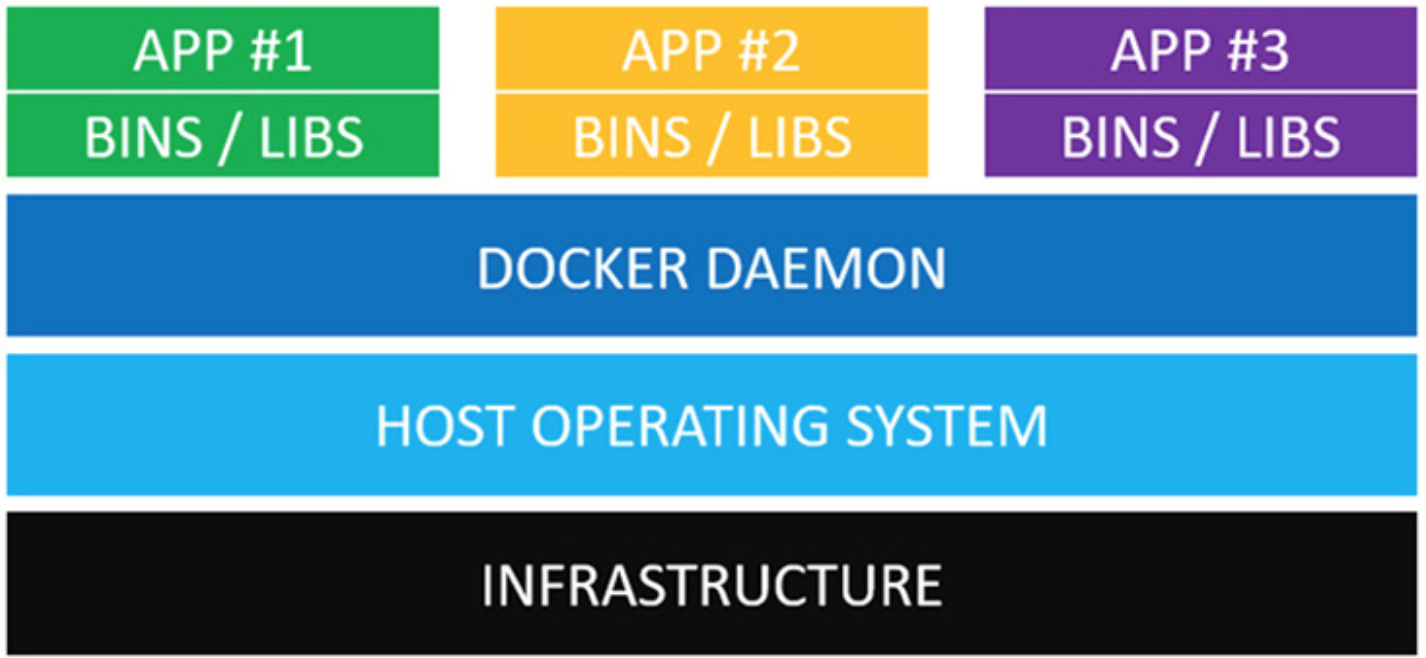 APP #1
APP #2
APP #3
BINS / LIBS
BINS / LIBS
BINS / LIBS
DOCKER DAEMON
HOST OPERATING SYSTEM
INFRASTRUCTURE